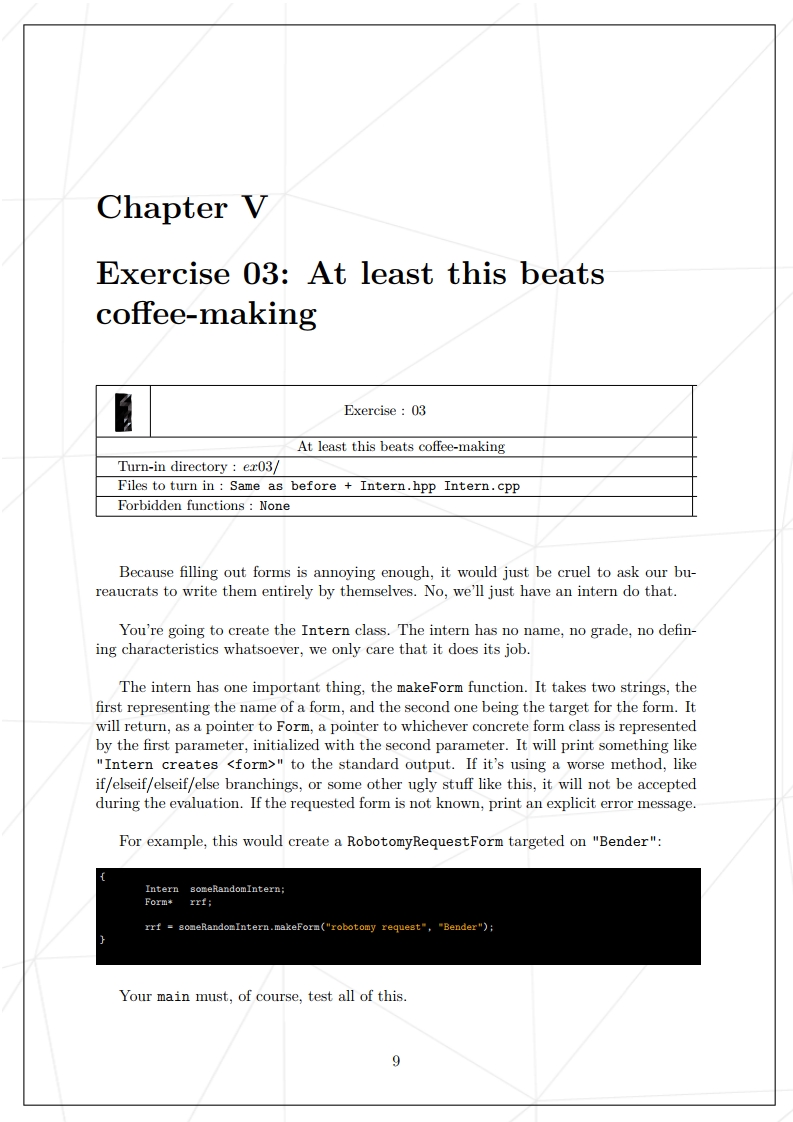 Chapter V
Exercise 03: At least this beats
coffee-making
Exercise : 03
At least this beats coffee-making
Turn-in directory : ex03/
Files to turn in : Same as before + Intern.hpp Intern.cpp
Forbidden functions : None
Because filling out forms is annoying enough, it would just be cruel to ask our bu-
reaucrats to write them entirely by themselves. No, we'll just have an intern do that.
You're going to create the Intern class. The intern has no name, no grade, no defin-
ing characteristics whatsoever, we only care that it does its job.
The intern has one important thing, the makeForm function. It takes two strings, the
first representing the name of a form, and the second one being the target for the form. It
will return, as a pointer to Form, a pointer to whichever concrete form class is represented
by the first parameter, initialized with the second parameter. It will print something like
"Intern creates <form>" to the standard output. If it's using a worse method, like
if/elseif/elseif/else branchings, or some other ugly stuff like this, it will not be accepted
during the evaluation. If the requested form is not known, print an explicit error message.
For example, this would create a RobotomyRequestForm targeted on "Bender":
{
Intern someRandomIntern;
Form* rrf;
rrf = someRandomIntern.makeForm("robotomy request", "Bender");
}
Your main must, of course, test all of this.
9